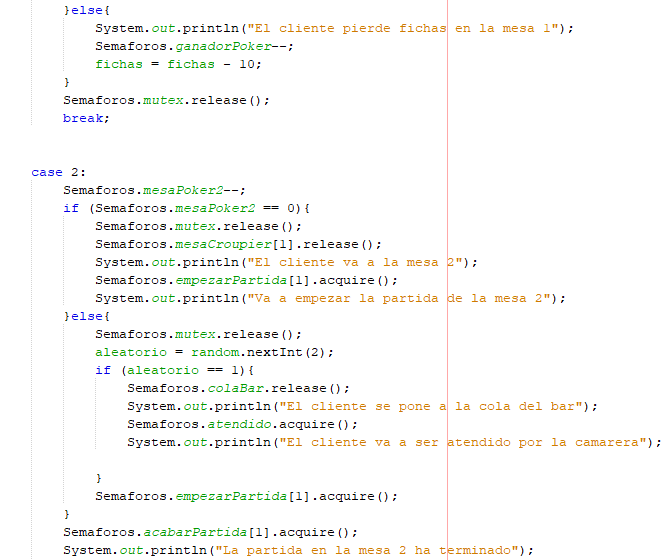 }else{
System.out.println("El cliente pierde fichas en la mesa 1");
Semaforos.ganadorPoker--;
fichas = fichas - 10;
}
Semaforos.mutex.release();
break;
case 2:
Semaforos.mesaPoker2--;
if (Semaforos.mesaPoker2 == 0){
Semaforos.mutex.release();
Semaforos.mesaCroupier[1].release();
System.out.println("El cliente va a la mesa 2");
Semaforos.empezarPartida[1].acquire();
System.out.println("Va a empezar la partida de la mesa 2");
}else{
Semaforos.mutex.release();
aleatorio = random.nextInt(2);
if (aleatorio == 1){
Semaforos.colaBar.release();
System.out.println("El cliente se pone a la cola del bar");
Semaforos.atendido.acquire();
System.out.println("El cliente va a ser atendido por la camarera");
}
Semaforos.empezarPartida[1].acquire();
}
Semaforos.acabarPartida[1].acquire();
System.out.println("La partida en la mesa 2 ha terminado");